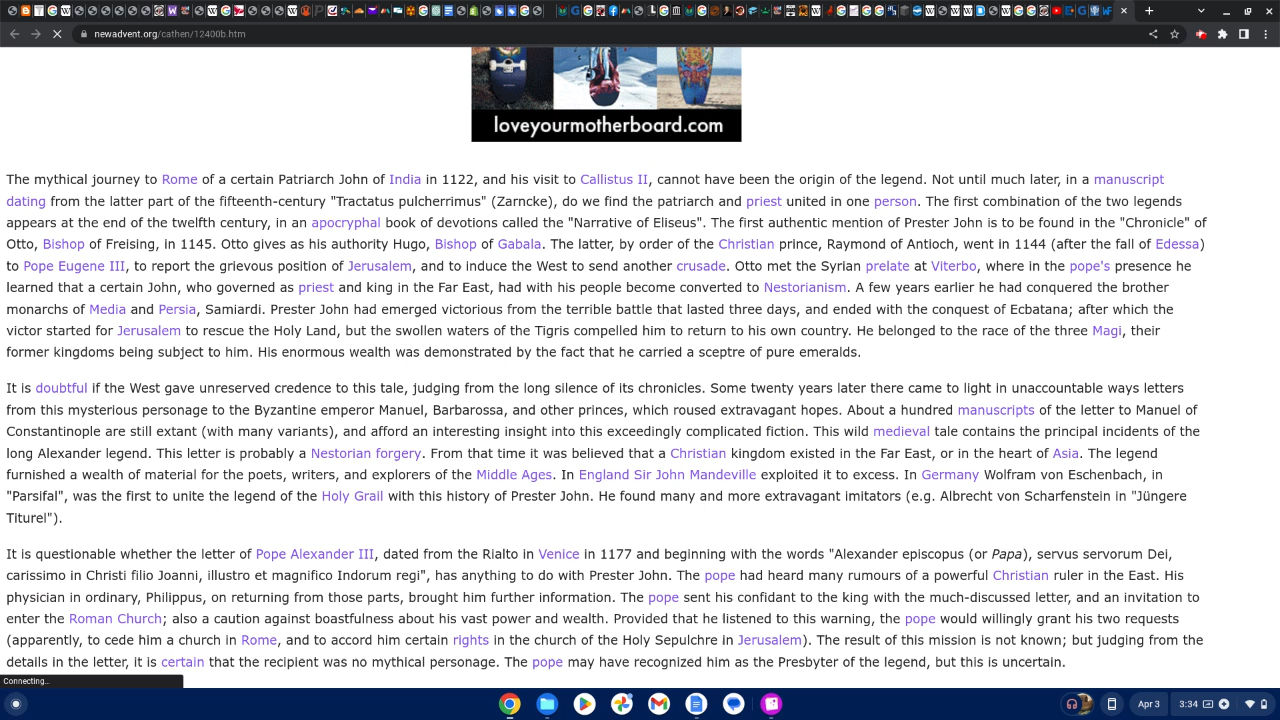 newadvent.org/cathen/12400b.htm
loveyourmotherboard.com
The mythical journey to Rome of a certain Patriarch John of India in 1122, and his visit to Callistus II, cannot have been the origin of the legend. Not until much later, in a manuscript
dating from the latter part of the fifteenth-century "Tractatus pulcherrimus" (Zarncke), do we find the patriarch and priest united in one person. The first combination of the two legends
appears at the end of the twelfth century, in an apocryphal book of devotions called the "Narrative of Eliseus". The first authentic mention of Prester John is to be found in the "Chronicle" of
Otto, Bishop of Freising, in 1145. Otto gives as his authority Hugo, Bishop of Gabala. The latter, by order of the Christian prince, Raymond of Antioch, went in 1144 (after the fall of Edessa)
to Pope Eugene III, to report the grievous position of Jerusalem, and to induce the West to send another crusade. Otto met the Syrian prelate at Viterbo, where in the pope's presence he
learned that a certain John, who governed as priest and king in the Far East, had with his people become converted to Nestorianism. A few years earlier he had conquered the brother
monarchs of Media and Persia, Samiardi. Prester John had emerged victorious from the terrible battle that lasted three days, and ended with the conquest of Ecbatana; after which the
victor started for Jerusalem to rescue the Holy Land, but the swollen waters of the Tigris compelled him to return to his own country. He belonged to the race of the three Magi, their
former kingdoms being subject to him. His enormous wealth was demonstrated by the fact that he carried a sceptre of pure emeralds.
It is doubtful if the West gave unreserved credence to this tale, judging from the long silence of its chronicles. Some twenty years later there came to light in unaccountable ways letters
from this mysterious personage to the Byzantine emperor Manuel, Barbarossa, and other princes, which roused extravagant hopes. About a hundred manuscripts of the letter to Manuel of
Constantinople are still extant (with many variants), and afford an interesting insight into this exceedingly complicated fiction. This wild medieval tale contains the principal incidents of the
long Alexander legend. This letter is probably a Nestorian forgery. From that time it was believed that a Christian kingdom existed in the Far East, or in the heart of Asia. The legend
furnished a wealth of material for the poets, writers, and explorers of the Middle Ages. In England Sir John Mandeville exploited it to excess. In Germany Wolfram von Eschenbach, in
"Parsifal", was the first to unite the legend of the Holy Grail with this history of Prester John. He found many and more extravagant imitators (e.g. Albrecht von Scharfenstein in "Jüngere
Titurel").
It is questionable whether the letter of Pope Alexander III, dated from the Rialto in Venice in 1177 and beginning with the words "Alexander episcopus (or Papa), servus servorum Dei,
carissimo in Christi filio Joanni, illustro et magnifico Indorum regi", has anything to do with Prester John. The pope had heard many rumours of a powerful Christian ruler in the East. His
physician in ordinary, Philippus, on returning from those parts, brought him further information. The pope sent his confidant to the king with the much-discussed letter, and an invitation to
enter the Roman Church; also a caution against boastfulness about his vast power and wealth. Provided that he listened to this warning, the pope would willingly grant his two requests
(apparently, to cede him a church in Rome, and to accord him certain rights in the church of the Holy Sepulchre in Jerusalem). The result of this mission is not known; but judging from the
details in the letter, it is certain that the recipient was no mythical personage. The pope may have recognized him as the Presbyter of the legend, but this is uncertain.
Connecting...
Apr 3 3:34